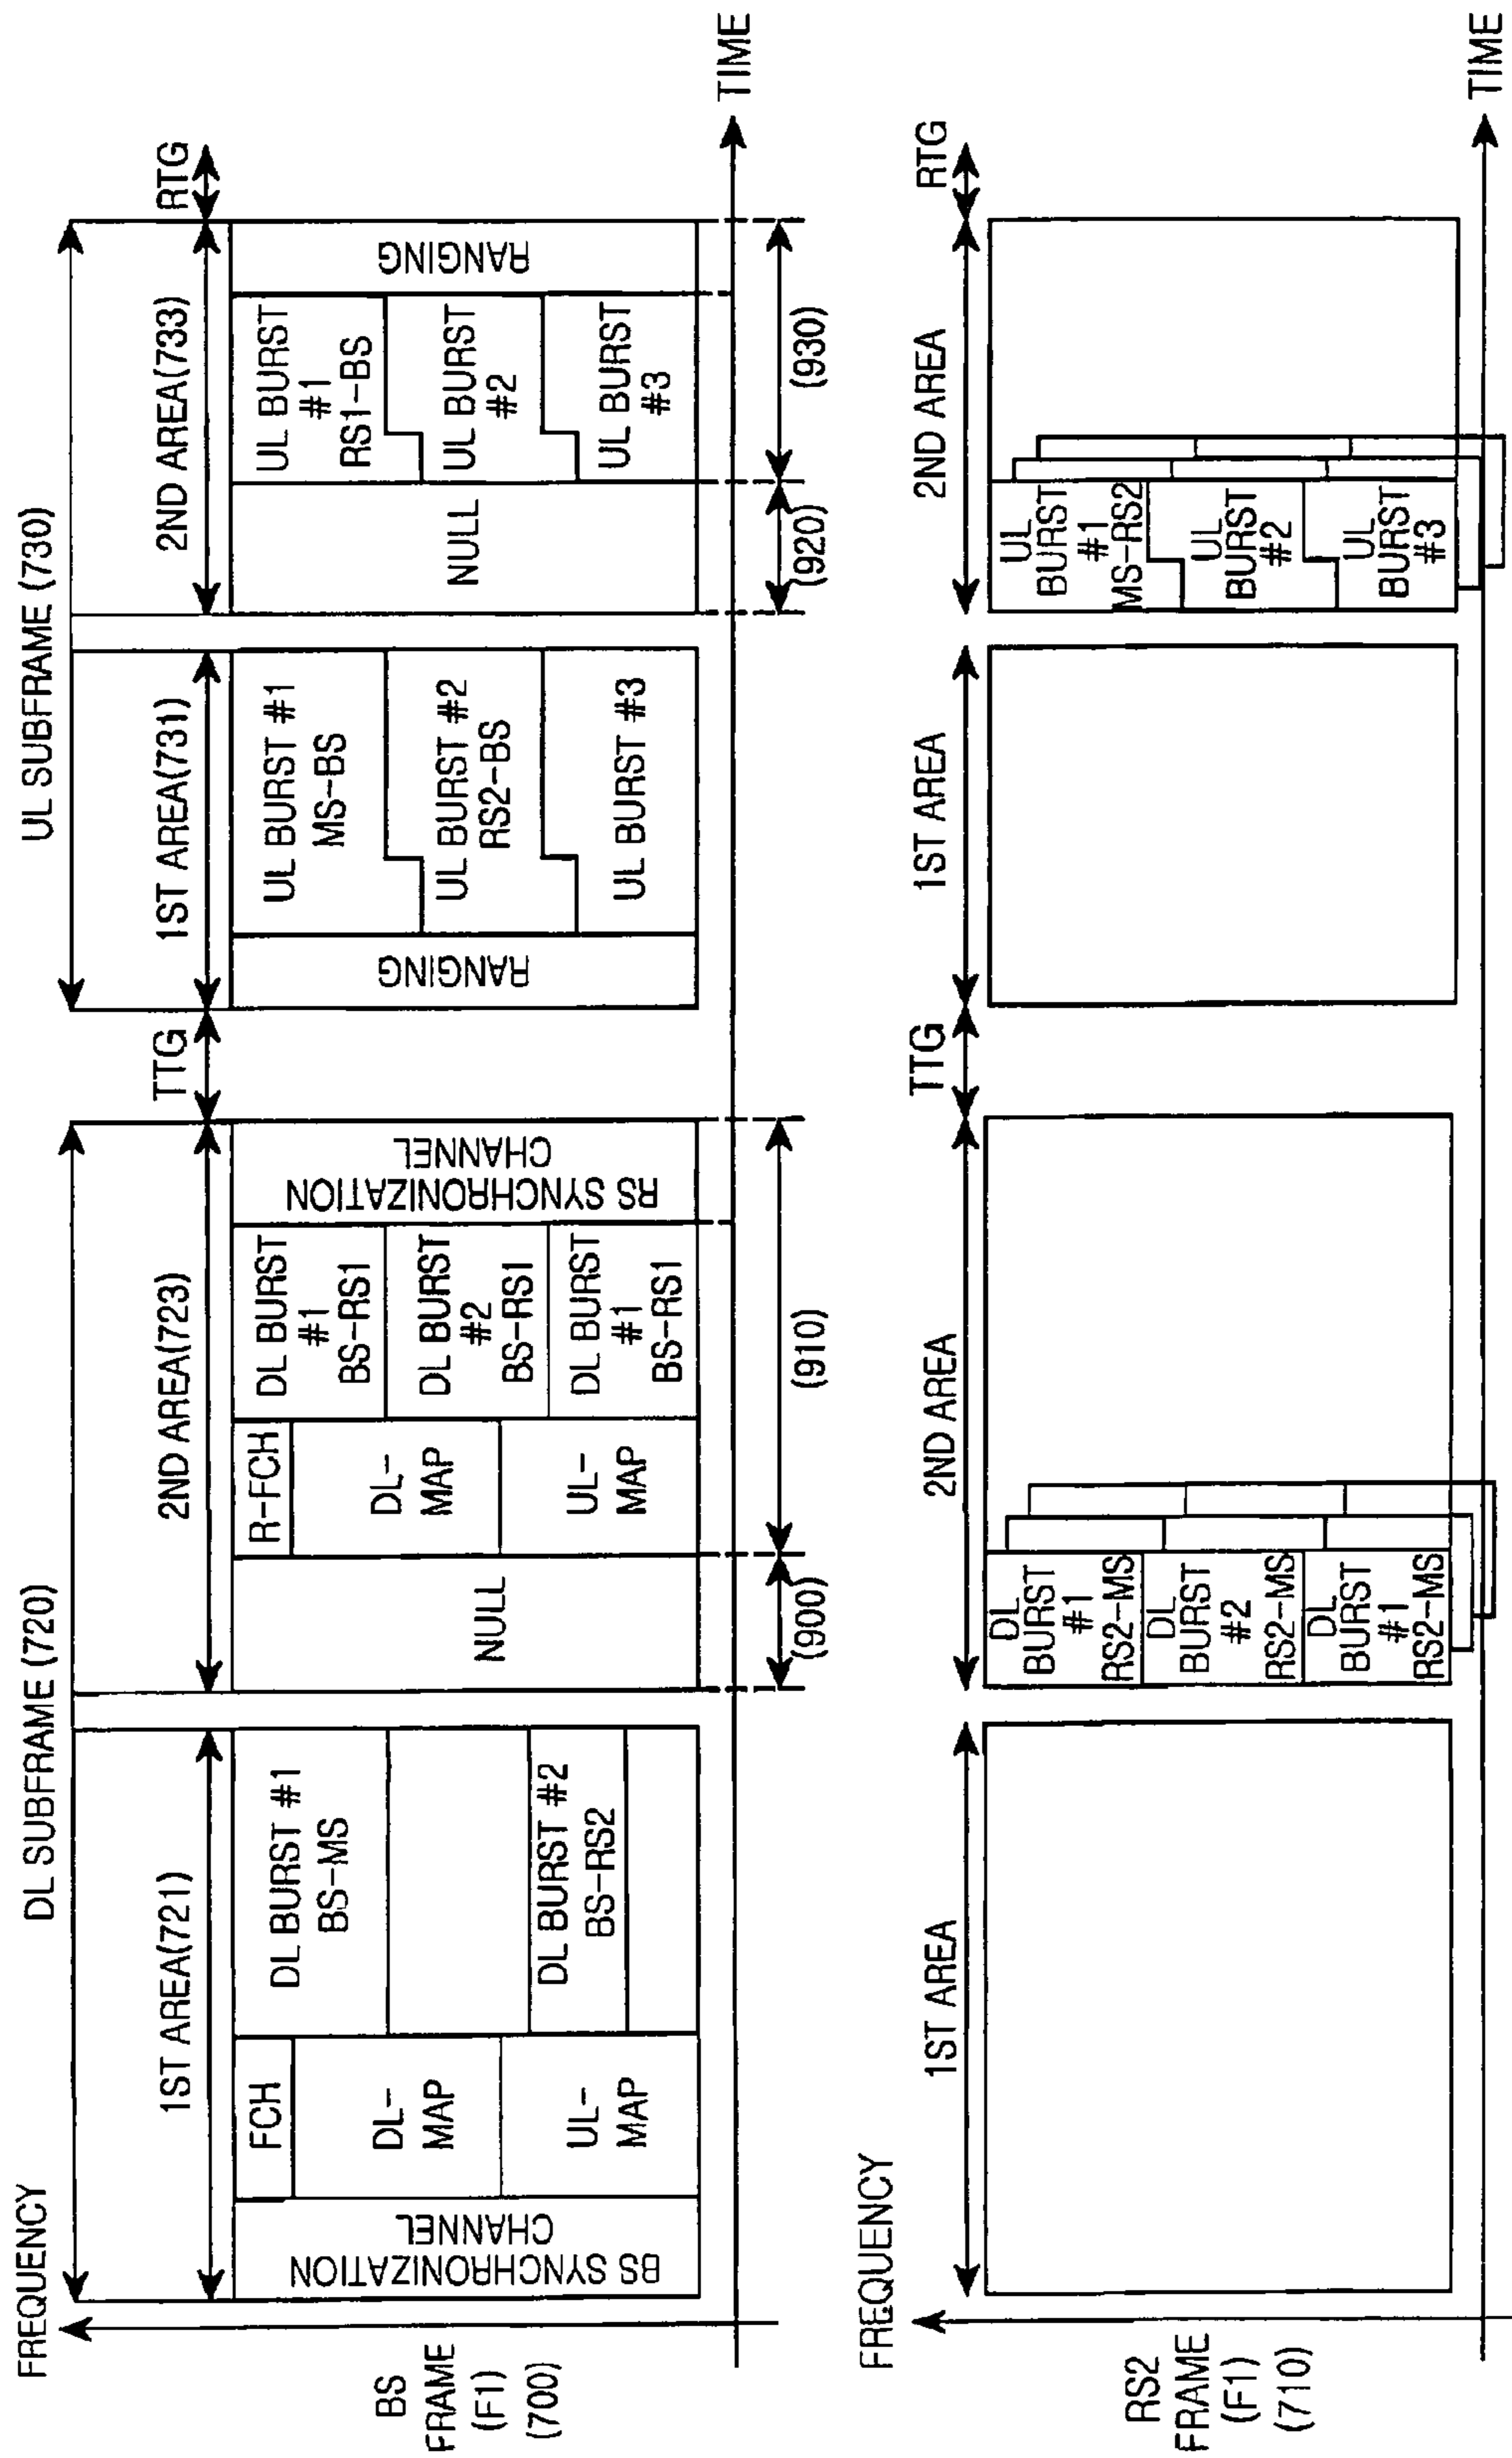 FREQUENCY
DL SUBFRAME (720)
UL SUBFRAME (730)
1ST AREA(721)
2ND AREA(723)
TTG
1ST AREA(731)
2ND AREA(733)
RTG
BS
FRAME
(F1)
(700)
BS SYNCHRONIZATION
CHANNEL
FCH
DL-
MAP
UL-
MAP
DL BURST #1
BS-MS
DL BURST #2
BS-RS2
NULL
R-FCH
DL-
MAP
UL-
MAP
DL BURST
#1
BS-RS1
DL BURST
#2
BS-RS1
DL BURST
#1
BS-RS1
RS SYNCHRONIZATION
CHANNEL
RANGING
UL BURST #1
MS-BS
UL BURST #2
RS2-BS
UL BURST #3
NULL
UL BURST
#1
RS1-BS
UL BURST
#2
UL BURST
#3
RANGING
TIME
(900)
(910)
(920)
(930)
FREQUENCY
1ST AREA
2ND AREA
TTG
1ST AREA
2ND AREA
RTG
RS2
FRAME
(F1)
(710)
DL
BURST
#1
RS2-MS
DL
BURST
#2
RS2-MS
DL
BURST
#1
RS2-MS
UL
BURST
#1
MS-RS2
UL
BURST
#2
UL
BURST
#3
TIME